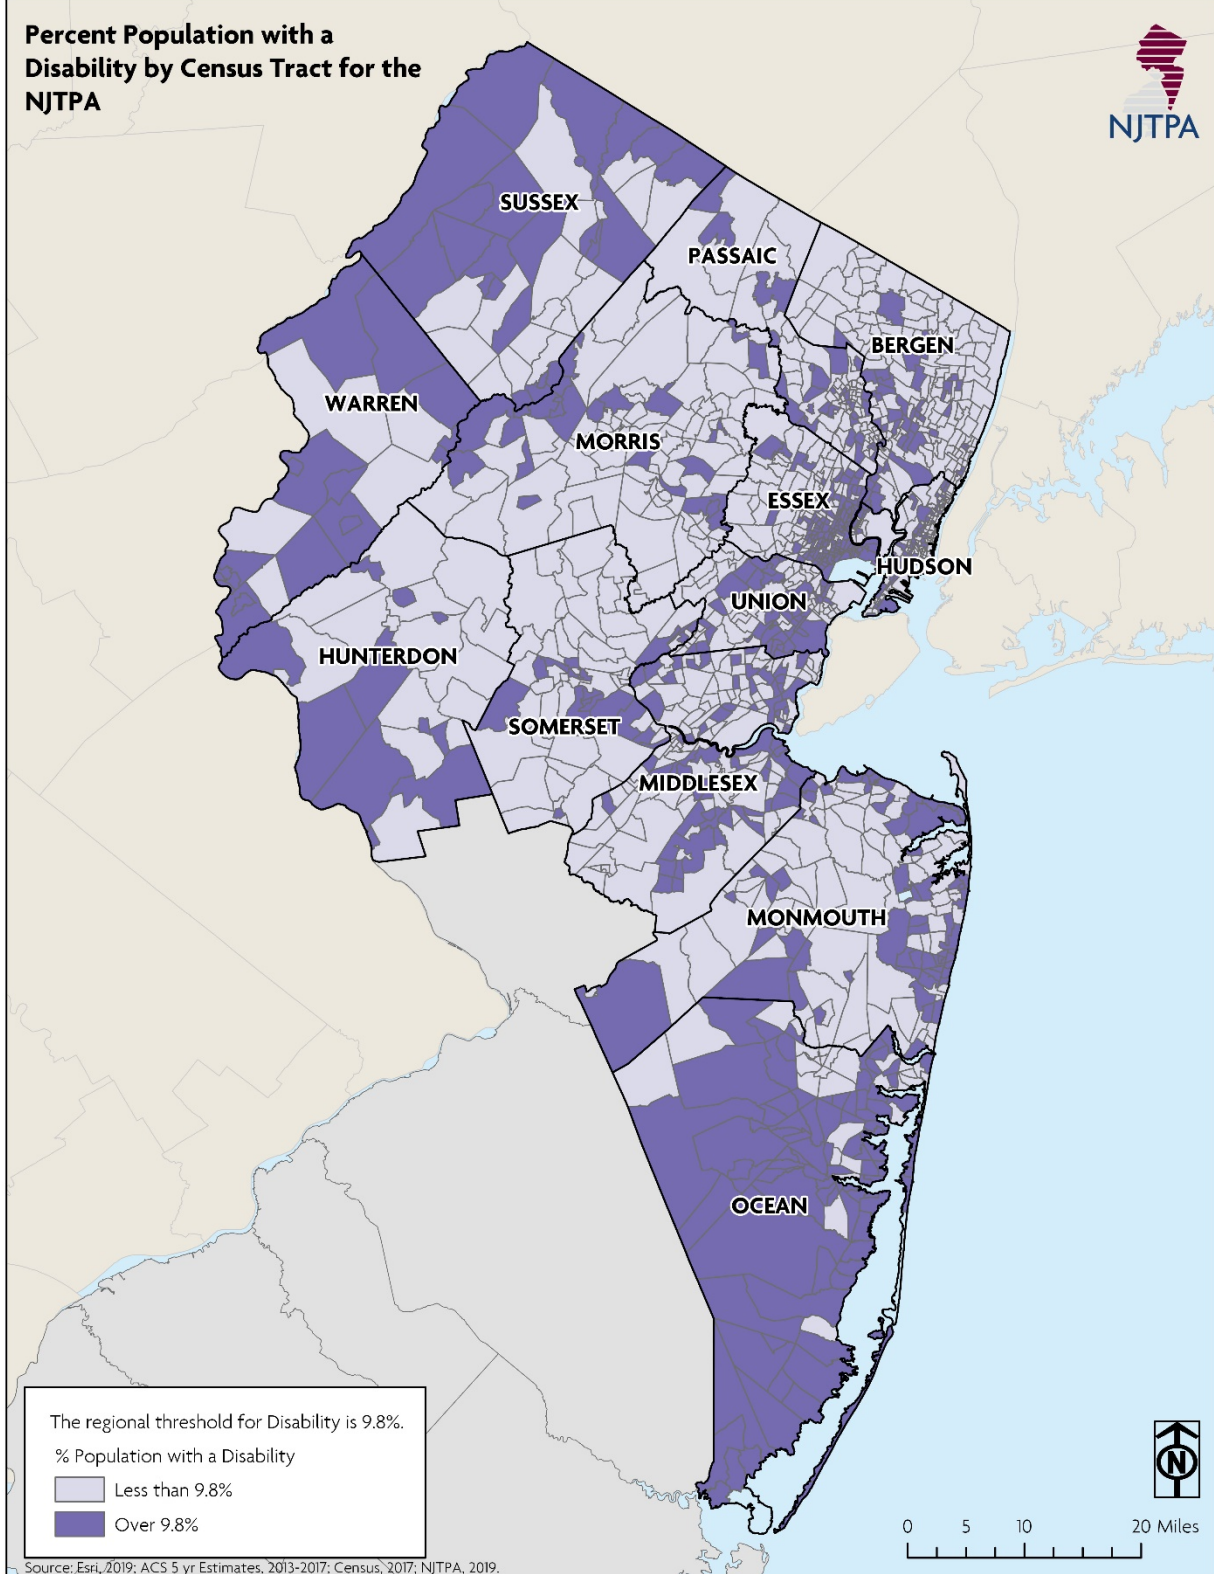 Percent Population with a
Disability by Census Tract for the
NJTPA
NJTPA
SUSSEX
PASSAIC
BERGEN
WARREN
MORRIS
ESSEX
HUDSON
UNION
HUNTERDON
SOMERSET
MIDDLESEX
MONMOUTH
OCEAN
The regional threshold for Disability is 9.8%.
% Population with a Disability
Less than 9.8%
Over 9.8%
N
0 5 10 20 Miles
Source: Esri, 2019; ACS 5 yr Estimates, 2013-2017; Census, 2017; NJTPA, 2019.